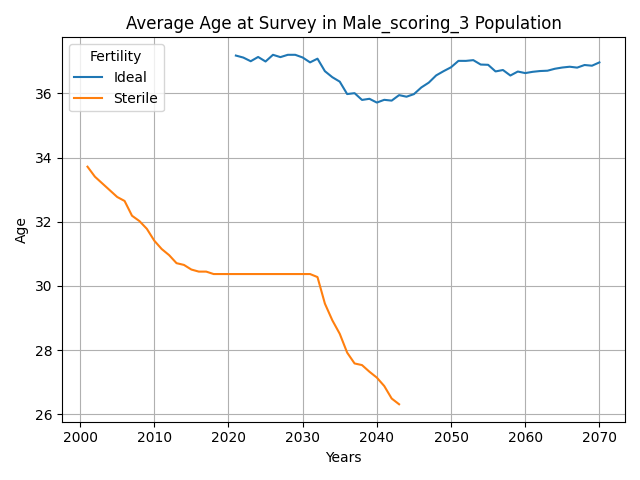 Average Age at Survey in Male_scoring_3 Population
Fertility
Ideal
Sterile
36
34
32
30
28
26
Age
2000 2010 2020 2030 2040 2050 2060 2070
Years